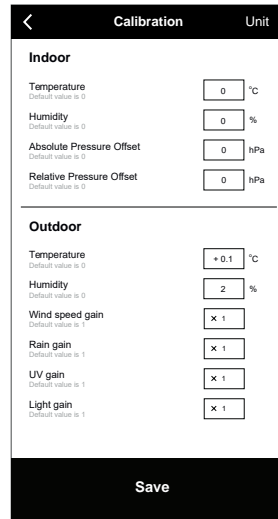 Calibration Unit
Indoor
Temperature 0 °C
Default value is 0
Humidity 0 %
Default value is 0
Absolute Pressure Offset 0 hPa
Default value is 0
Relative Pressure Offset 0 hPa
Default value is 0
Outdoor
Temperature + 0.1 °C
Default value is 0
Humidity 2 %
Default value is 0
Wind speed gain × 1
Default value is 1
Rain gain × 1
Default value is 1
UV gain × 1
Default value is 1
Light gain × 1
Default value is 1
Save